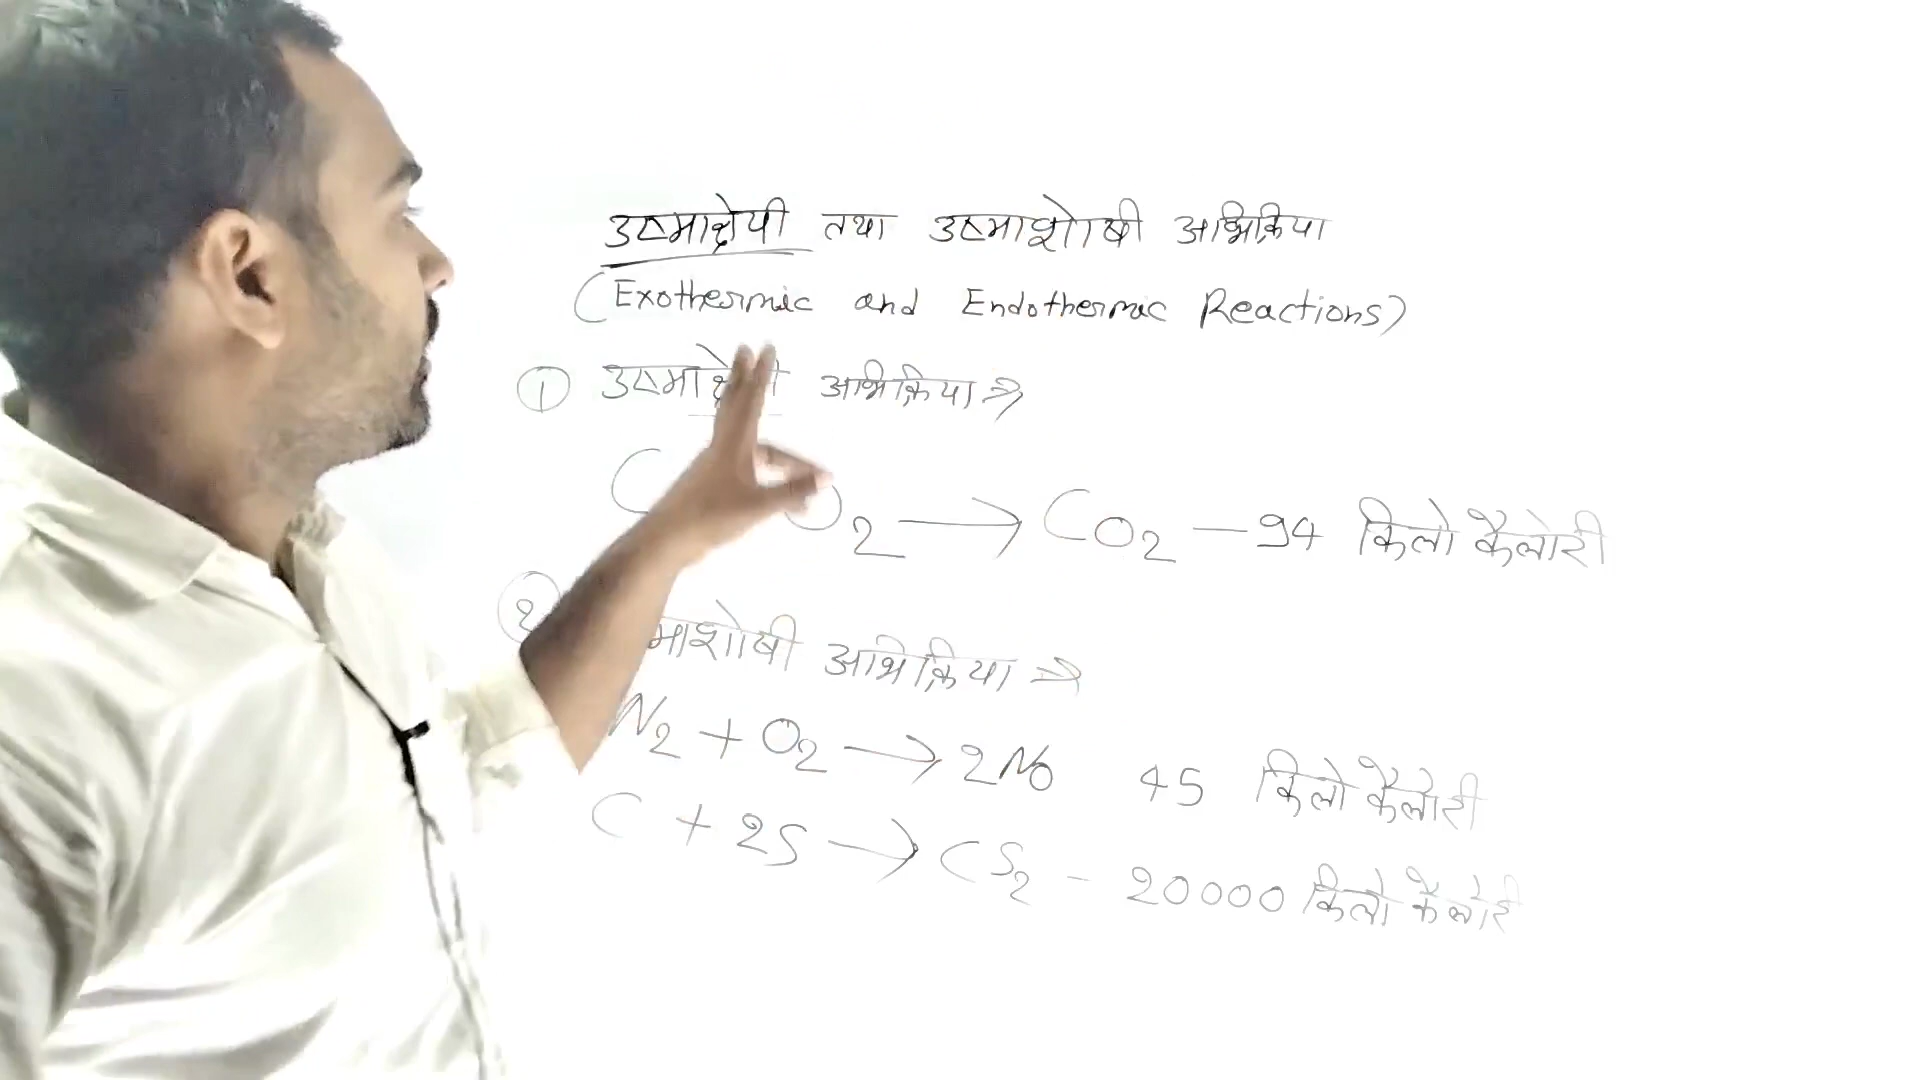 उष्माक्षेपी तथा उष्माशोषी अभिक्रिया
(Exothermic and Endothermic Reactions)
① अभिक्रिया ⇒
C O₂ → CO₂ — 94 किलो कैलोरी
② माशोषी अभिक्रिया ⇒
N₂ + O₂ → 2NO 45 किलो कैलोरी
C + 2S → CS₂ - 20000 किलो कैलोरी